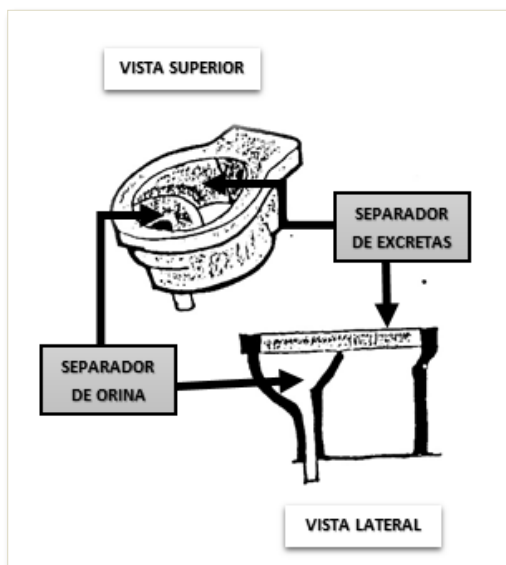 VISTA SUPERIOR
SEPARADOR
DE EXCRETAS
SEPARADOR
DE ORINA
VISTA LATERAL